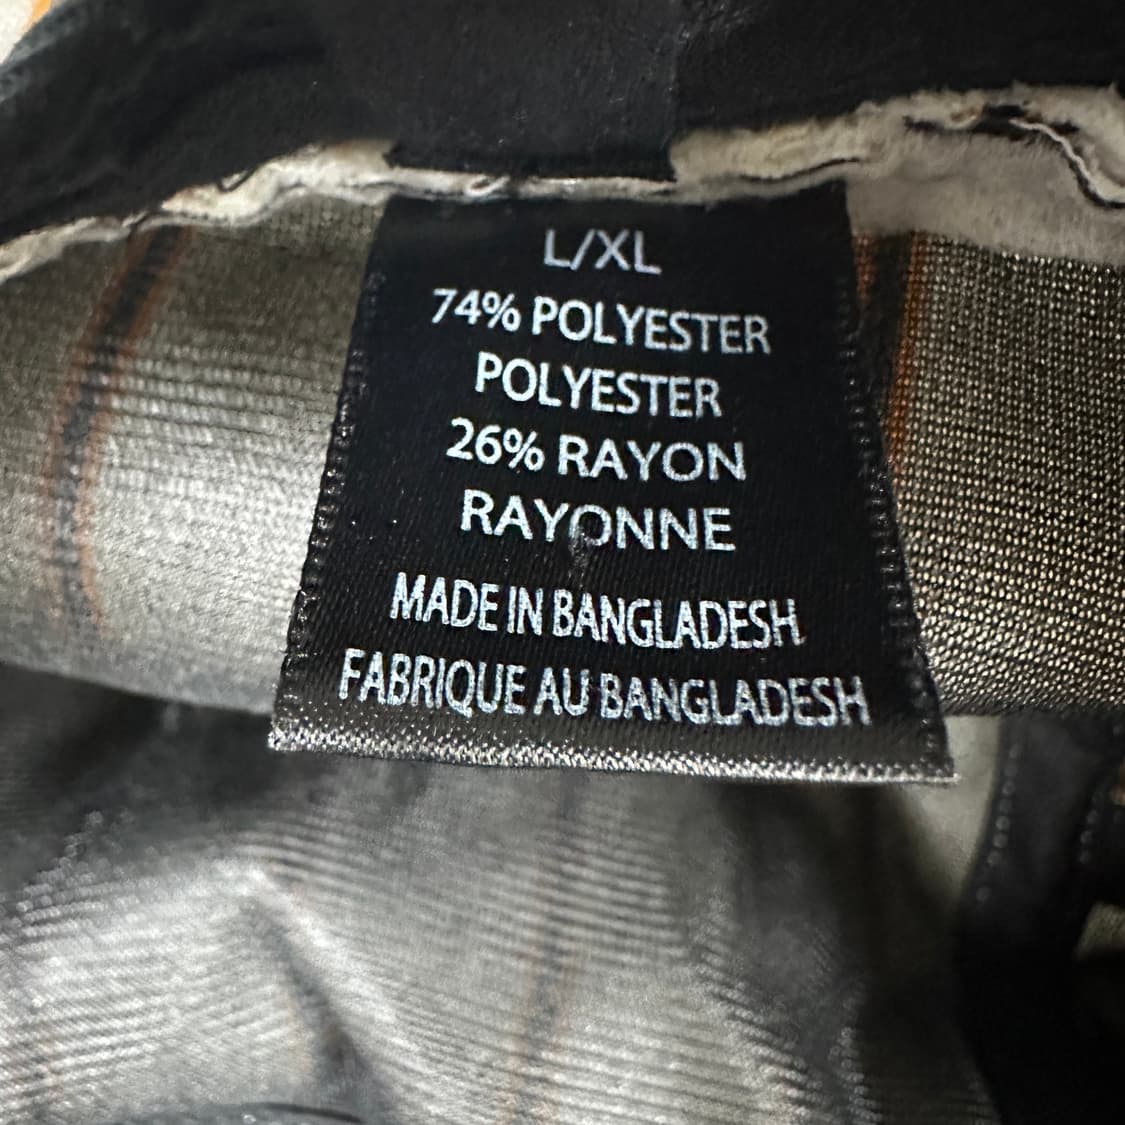 L/XL
74% POLYESTER
POLYESTER
26% RAYON
RAYONNE
MADE IN BANGLADESH
FABRIQUE AU BANGLADESH